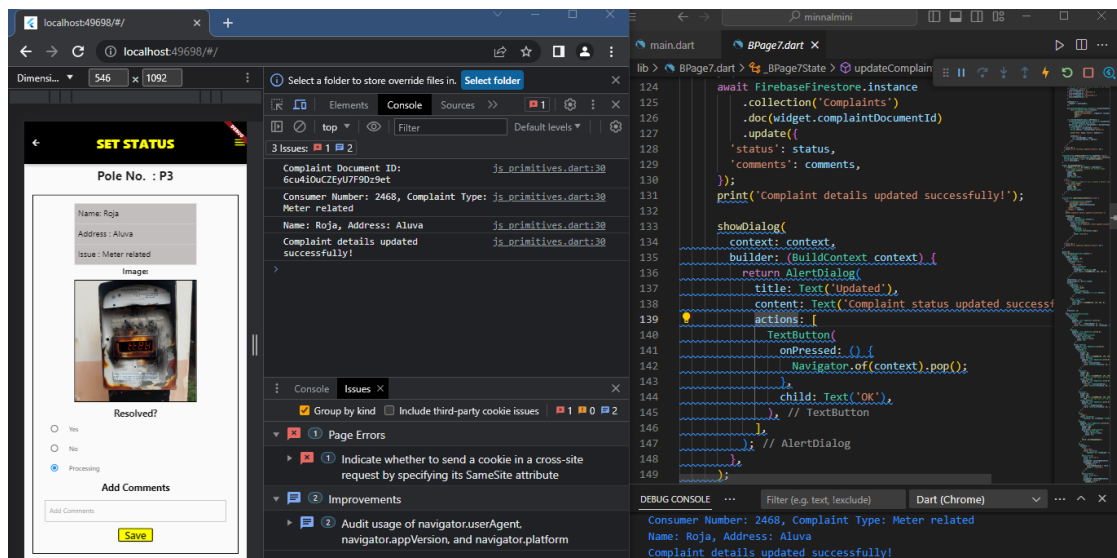 localhost:49698/#/
localhost:49698/#/
Dimensi... 546 x 1092
SET STATUS
Pole No. : P3
Name: Roja
Address : Aluva
Issue : Meter related
Image:
Resolved?
Yes
No
Processing
Add Comments
Add Comments
Save
Select a folder to store override files in. Select folder
Elements Console Sources 1
top Filter Default levels
3 Issues: 1 2
Complaint Document ID: js_primitives.dart:30
6cu4iOuCZEyU7F9Dz9et
Consumer Number: 2468, Complaint Type: js_primitives.dart:30
Meter related
Name: Roja, Address: Aluva js_primitives.dart:30
Complaint details updated js_primitives.dart:30
successfully!
Console Issues
Group by kind Include third-party cookie issues 1 0 2
1 Page Errors
1 Indicate whether to send a cookie in a cross-site
request by specifying its SameSite attribute
2 Improvements
2 Audit usage of navigator.userAgent,
navigator.appVersion, and navigator.platform
minnalmini
main.dart BPage7.dart
lib > BPage7.dart > _BPage7State > updateComplain
124 await FirebaseFirestore.instance
125 .collection('Complaints')
126 .doc(widget.complaintDocumentId)
127 .update({
128 'status': status,
129 'comments': comments,
130 });
131 print('Complaint details updated successfully!');
132
133 showDialog(
134 context: context,
135 builder: (BuildContext context) {
136 return AlertDialog(
137 title: Text('Updated'),
138 content: Text('Complaint status updated successf
139 actions: [
140 TextButton(
141 onPressed: () {
142 Navigator.of(context).pop();
143 },
144 child: Text('OK'),
145 ), // TextButton
146 ],
147 ); // AlertDialog
148 },
149 );
DEBUG CONSOLE ... Filter (e.g. text, !exclude) Dart (Chrome)
Consumer Number: 2468, Complaint Type: Meter related
Name: Roja, Address: Aluva
Complaint details updated successfully!